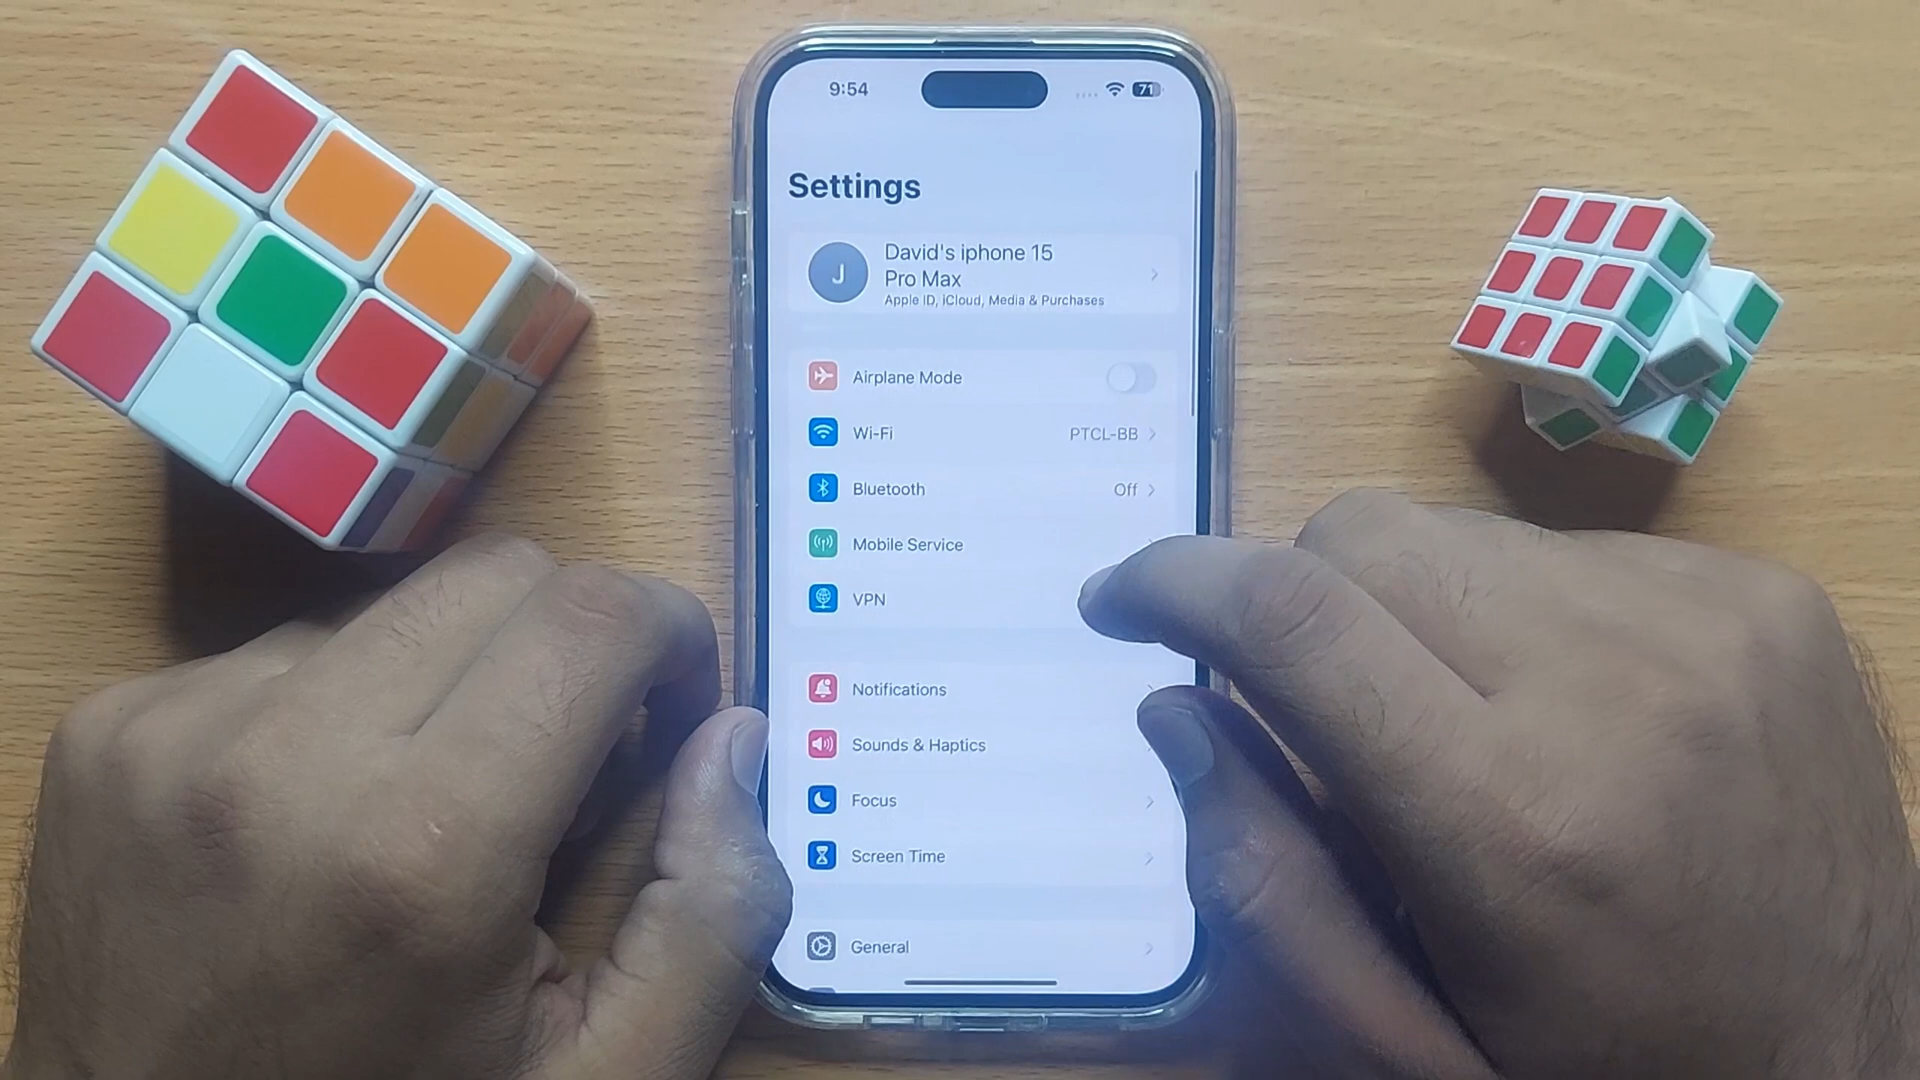 9:54
71
Settings
J
David's iphone 15
Pro Max
Apple ID, iCloud, Media & Purchases
Airplane Mode
Wi-Fi PTCL-BB
Bluetooth Off
Mobile Service
VPN
Notifications
Sounds & Haptics
Focus
Screen Time
General